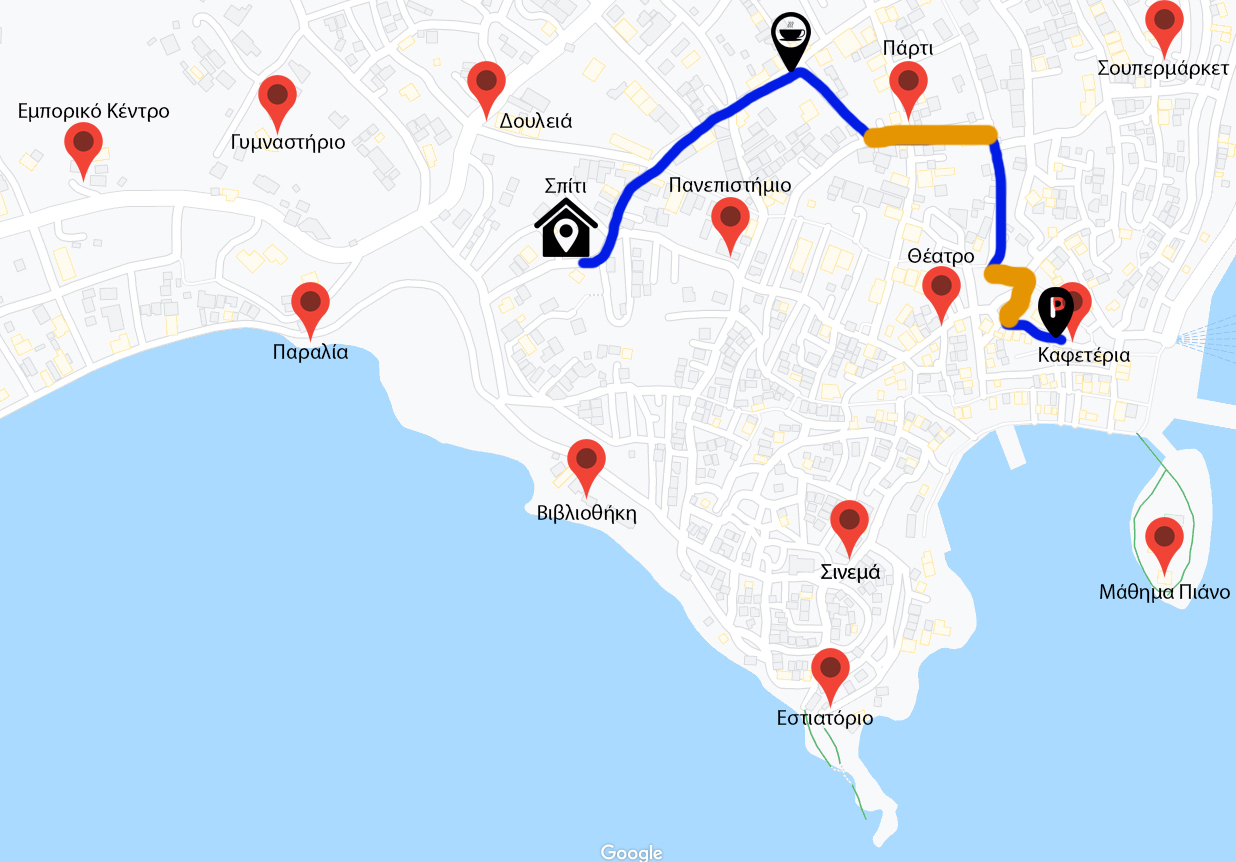 Πάρτι
Σουπερμάρκετ
Εμπορικό Κέντρο
Γυμναστήριο
Δουλειά
Σπίτι
Πανεπιστήμιο
Θέατρο
P
Παραλία
Καφετέρια
Βιβλιοθήκη
Σινεμά
Μάθημα Πιάνο
Εστιατόριο
Google